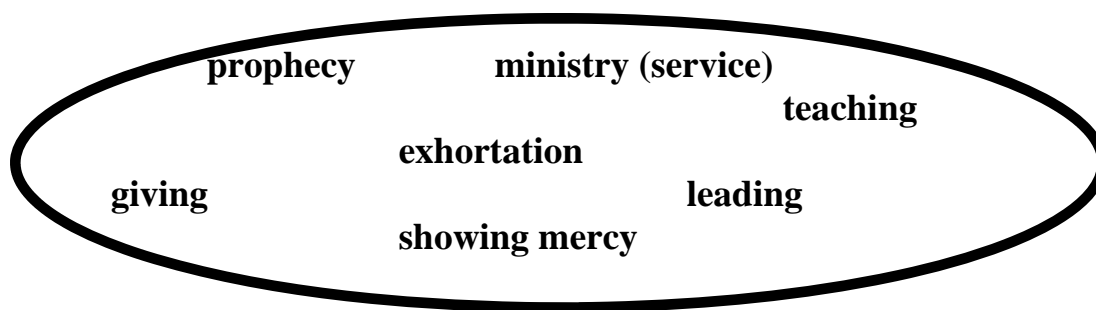 prophecy ministry (service)
teaching
exhortation
giving leading
showing mercy